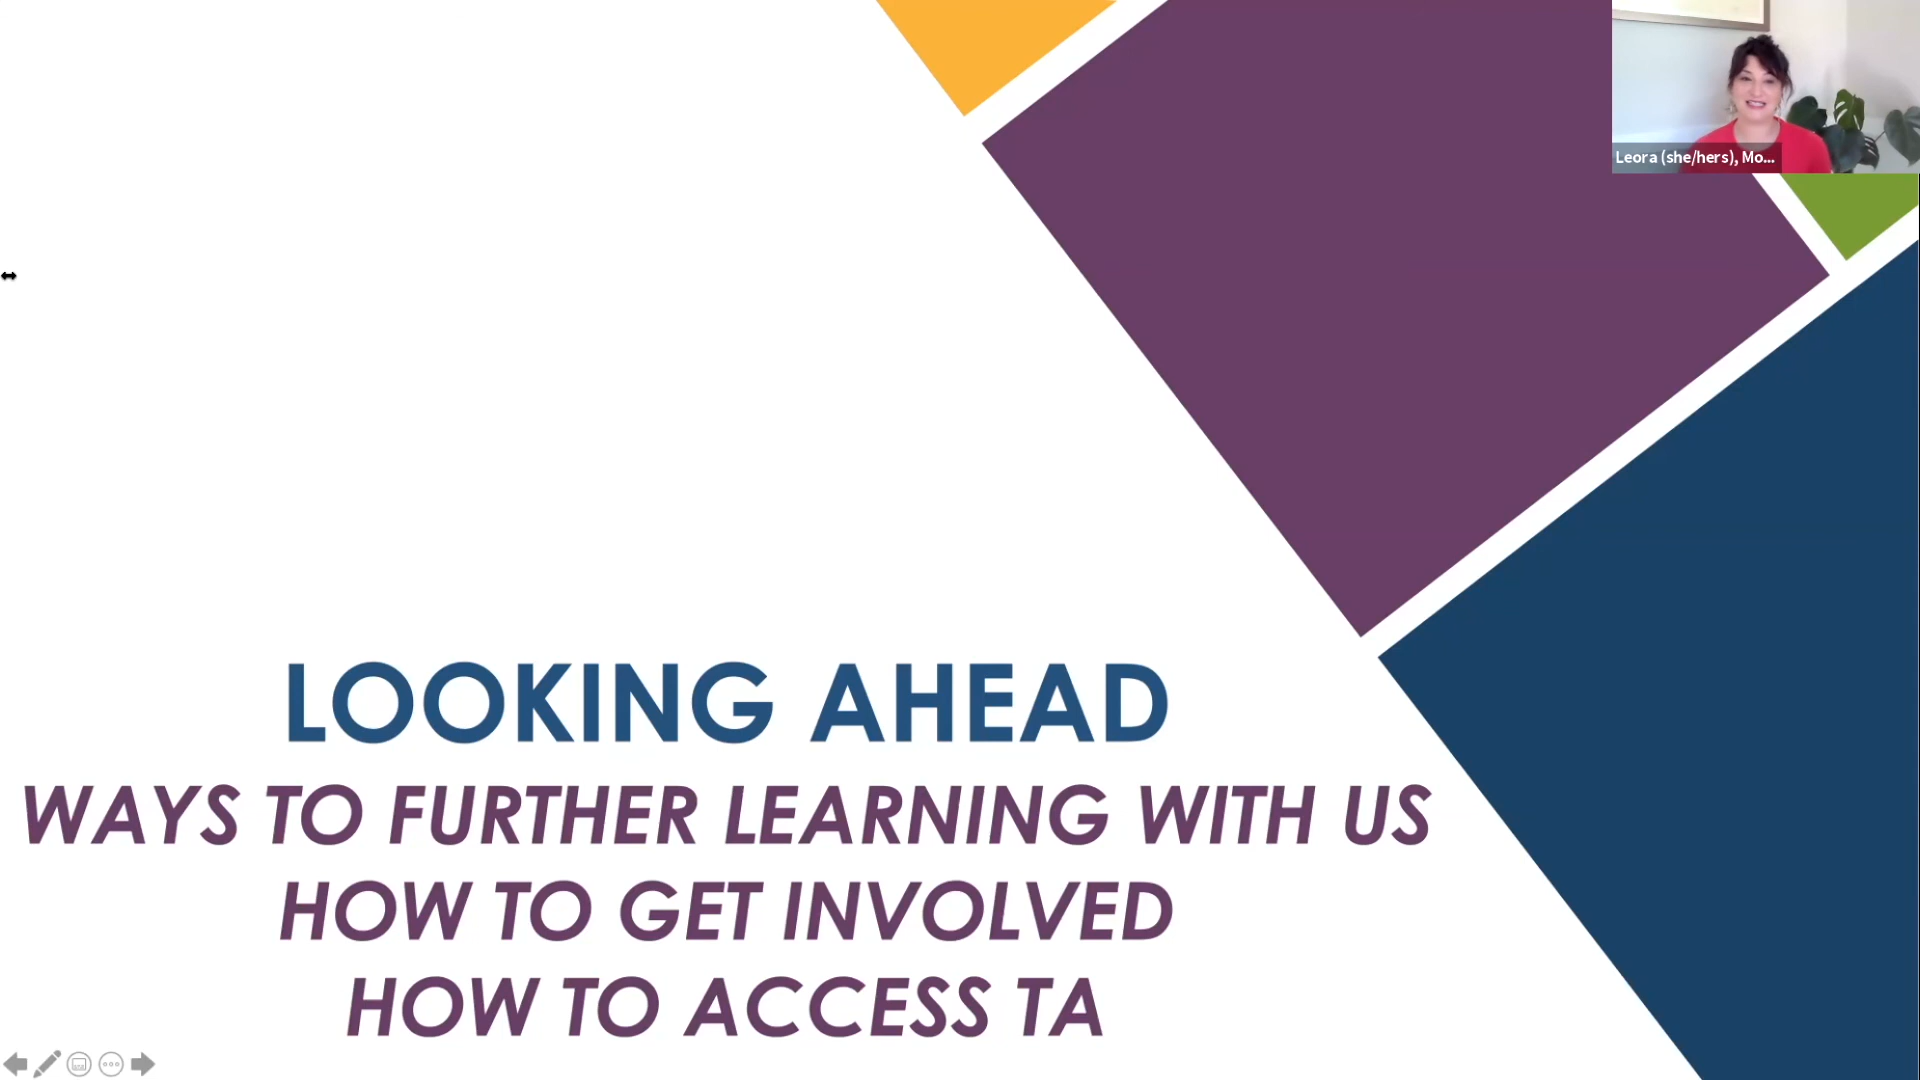 Leora (she/hers), Mo...
LOOKING AHEAD
WAYS TO FURTHER LEARNING WITH US
HOW TO GET INVOLVED
HOW TO ACCESS TA